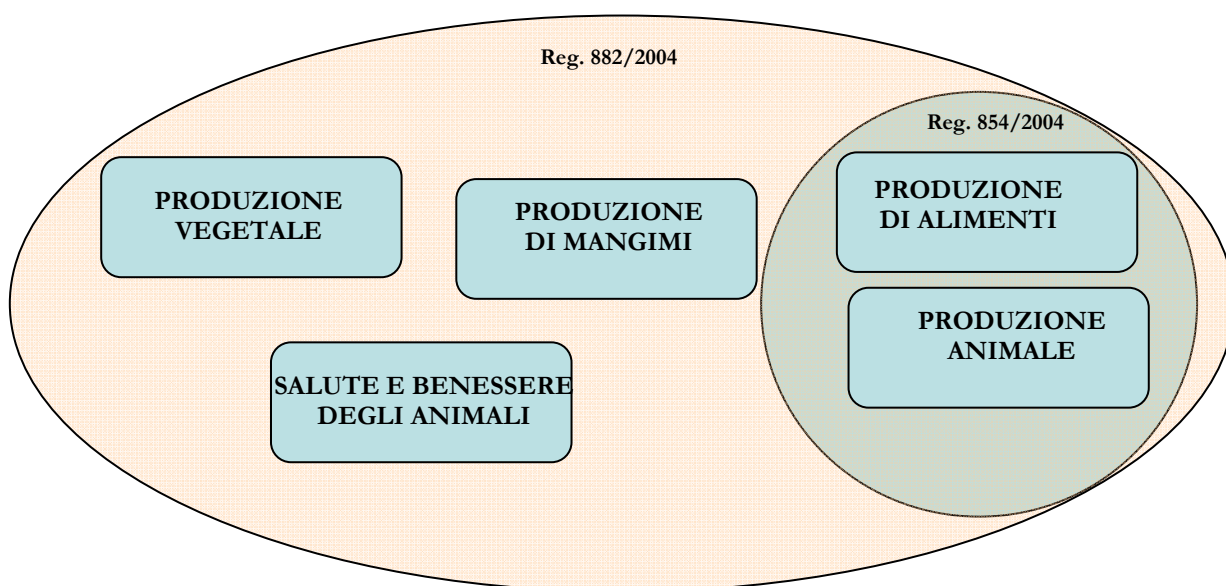 Reg. 882/2004
Reg. 854/2004
PRODUZIONE
VEGETALE
PRODUZIONE
DI MANGIMI
PRODUZIONE
DI ALIMENTI
SALUTE E BENESSERE
DEGLI ANIMALI
PRODUZIONE
ANIMALE